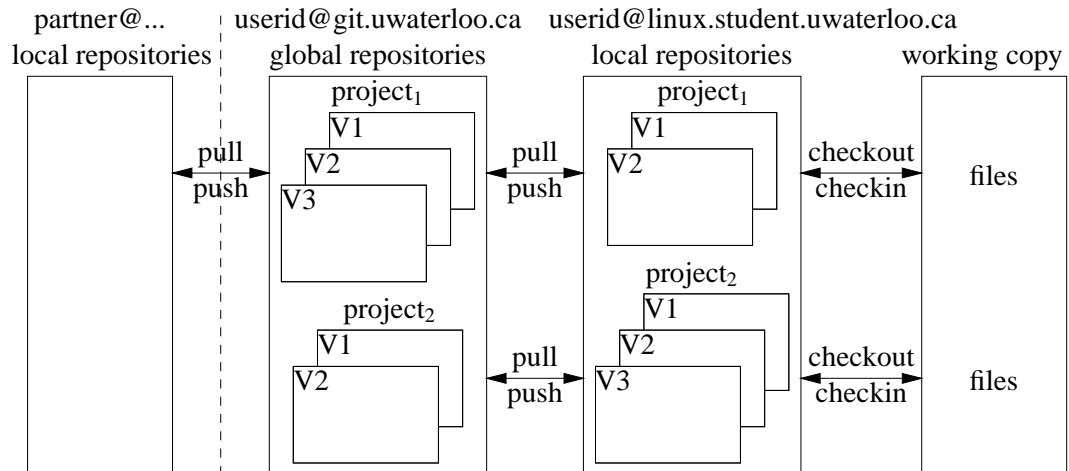 partner@... userid@git.uwaterloo.ca userid@linux.student.uwaterloo.ca
local repositories global repositories local repositories working copy
project₁ project₁
V1 V1
V2 V2
V3
pull pull checkout
push push checkin
files
project₂ project₂
V1 V1
V2 V2
V3
pull checkout
push checkin
files